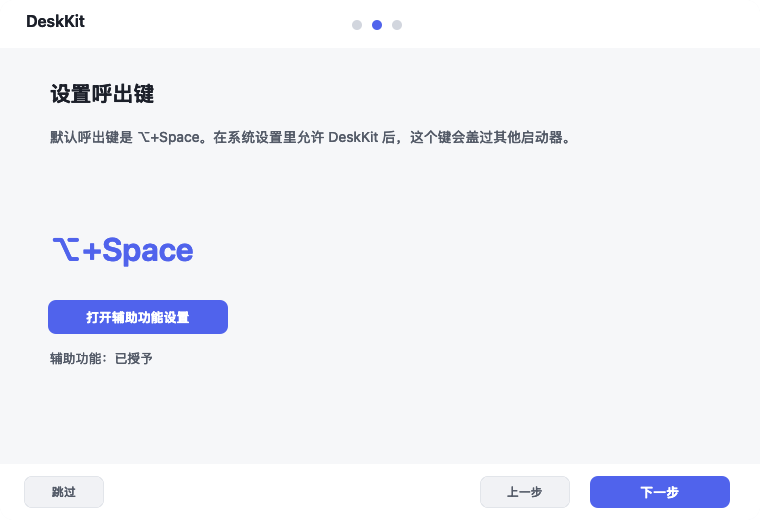 DeskKit
设置呼出键
默认呼出键是 ⌥+Space。在系统设置里允许 DeskKit 后，这个键会盖过其他启动器。
⌥+Space
打开辅助功能设置
辅助功能：已授予
跳过
上一步
下一步